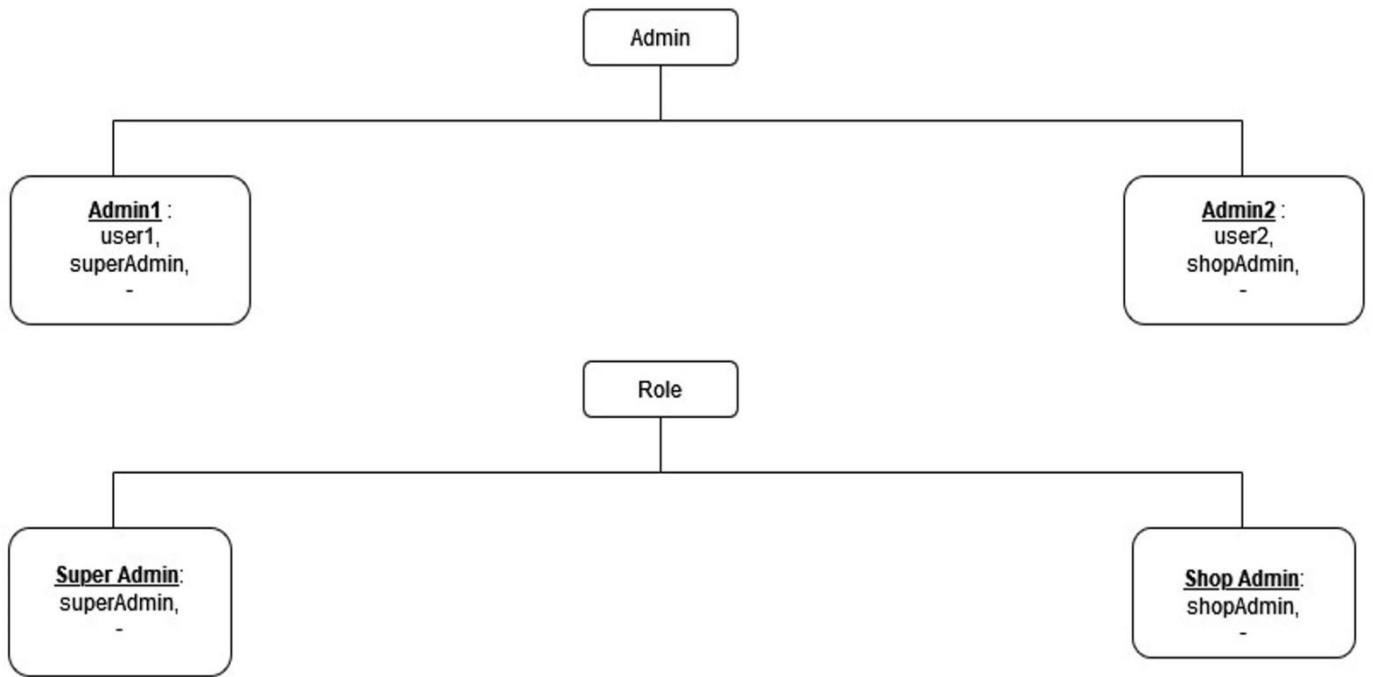 Admin
Admin1 :
user1,
superAdmin,
-
Admin2 :
user2,
shopAdmin,
-
Role
Super Admin:
superAdmin,
-
Shop Admin:
shopAdmin,
-